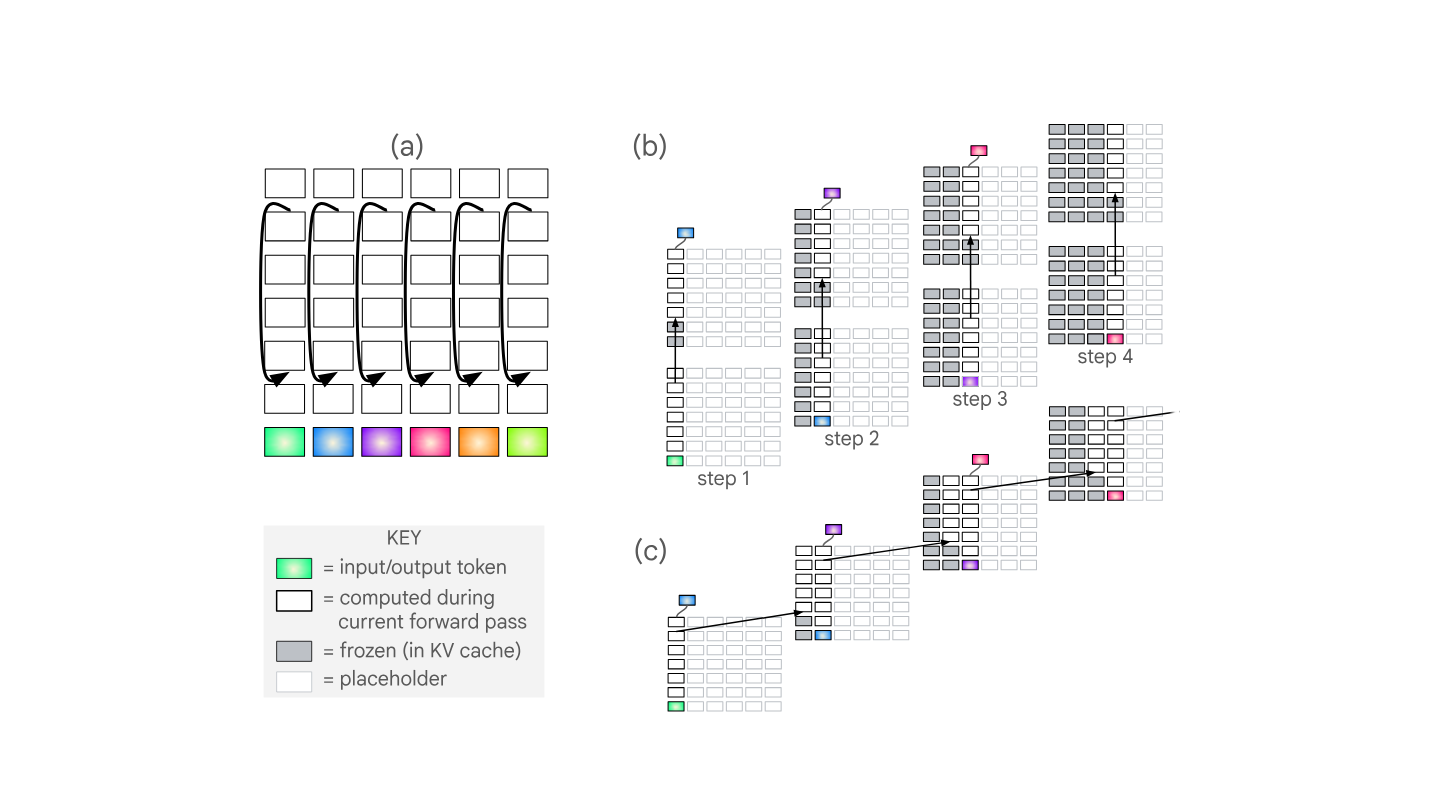 (a)
KEY
= input/output token
= computed during
current forward pass
= frozen (in KV cache)
= placeholder
(b)
step 1
step 2
step 3
step 4
(c)